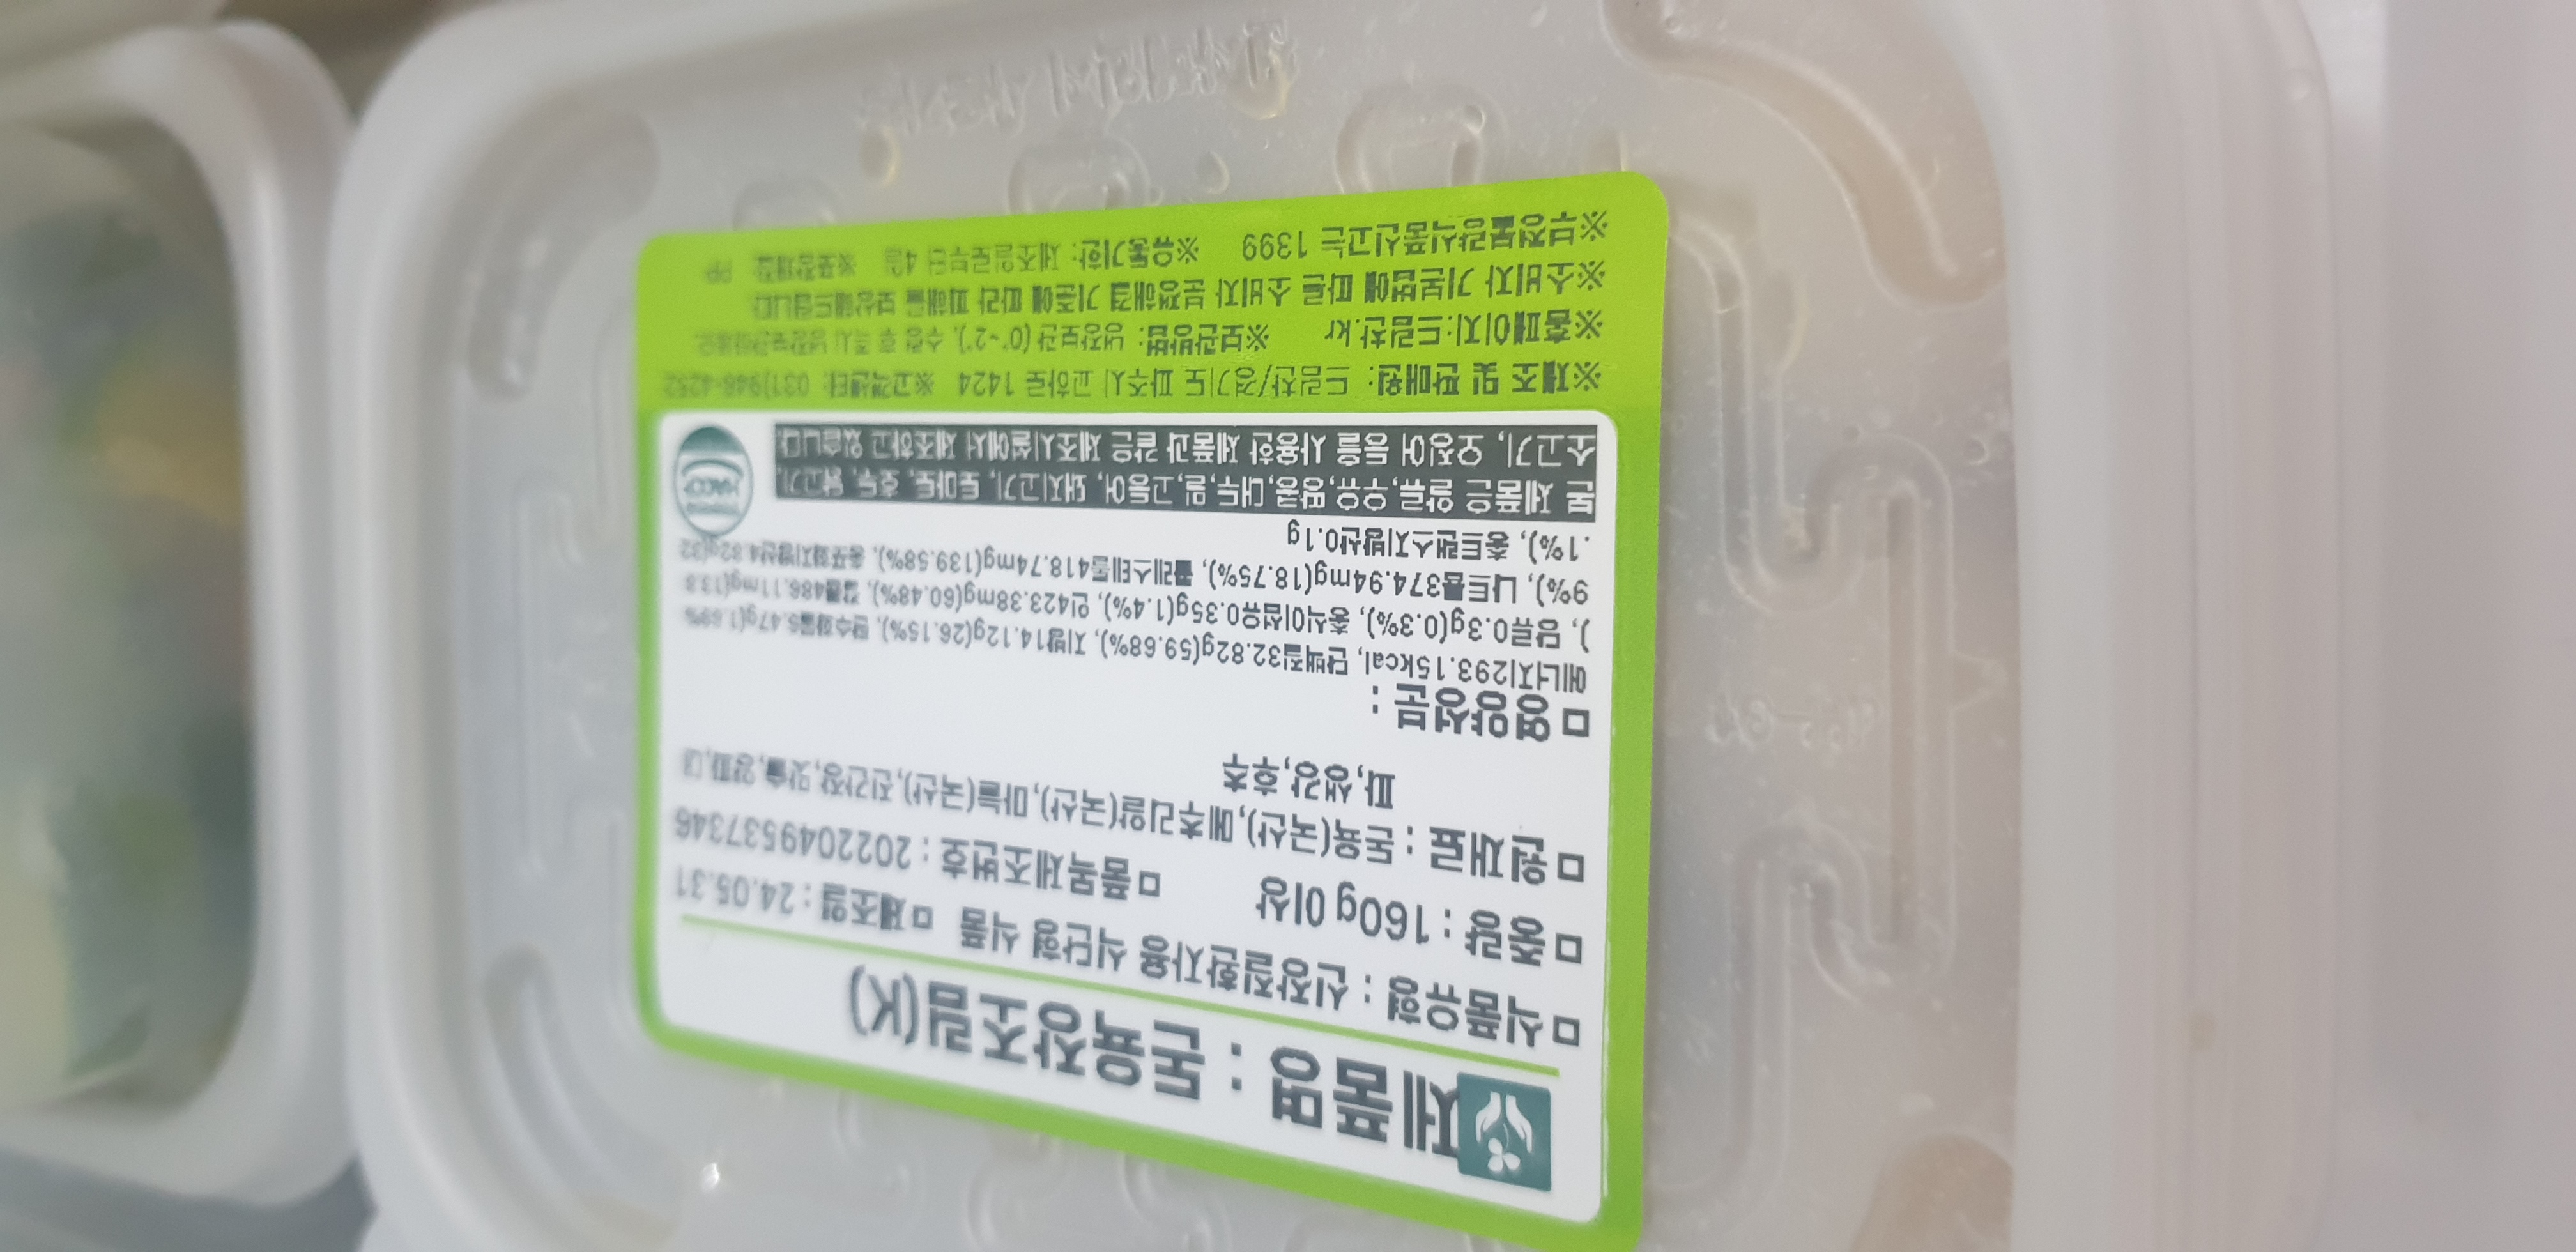 제품명 : 돈육장조림(K)
□ 식품유형 : 신장질환자용 식단형 식품 □ 제조일 : 24.05.31
□ 중량 : 160g 이상 □ 품목제조번호 : 2022049537346
□ 원재료 : 돈육(국산),메추리알(국산),마늘(국산),진간장,맛술,양파,대
파,생강,후추
□ 영양성분 :
에너지293.15kcal, 단백질32.82g(59.68%), 지방14.12g(26.15%), 탄수화물5.47g(1.69%
), 당류0.3g(0.3%), 총식이섬유0.35g(1.4%), 인423.38mg(60.48%), 칼륨486.11mg(13.8
9%), 나트륨374.94mg(18.75%), 콜레스테롤418.74mg(139.58%), 총포화지방산4.82g(32
.1%), 총트랜스지방산0.1g
본 제품은 알류,우유,땅콩,대두,밀,고등어, 돼지고기, 토마토, 호두, 닭고기,
소고기, 오징어 등을 사용한 제품과 같은 제조시설에서 제조하고 있습니다
HACCP
※제조 및 판매원: 드림찬/경기도 파주시 교하로 1424 ※고객센터: 031)946-4252
※홈페이지:드림찬.kr ※보관방법: 냉장보관 (0°~2°), 수령 후 즉시 냉장보관하세요
※소비자 기본법에 따른 소비자 분쟁해결 기준에 따라 피해를 보상해드립니다
※부정불량식품신고는 1399 ※유통기한: 제조일로부터 4일 ※포장재질: PP